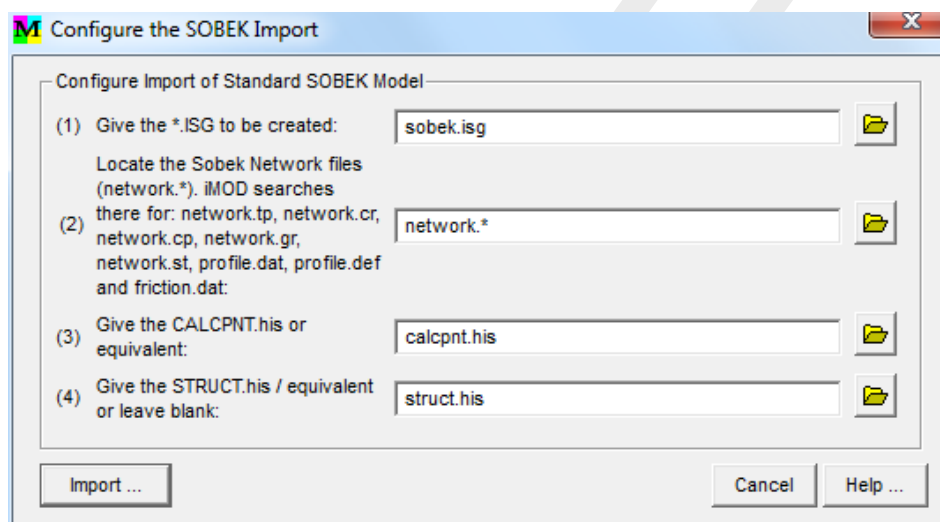 M Configure the SOBEK Import
X
Configure Import of Standard SOBEK Model
(1) Give the *.ISG to be created: sobek.isg
Locate the Sobek Network files
(network.*). iMOD searches
there for: network.tp, network.cr,
(2) network.cp, network.gr, network.*
network.st, profile.dat, profile.def
and friction.dat:
(3) Give the CALCPNT.his or
equivalent: calcpnt.his
(4) Give the STRUCT.his / equivalent
or leave blank: struct.his
Import ... Cancel Help ...